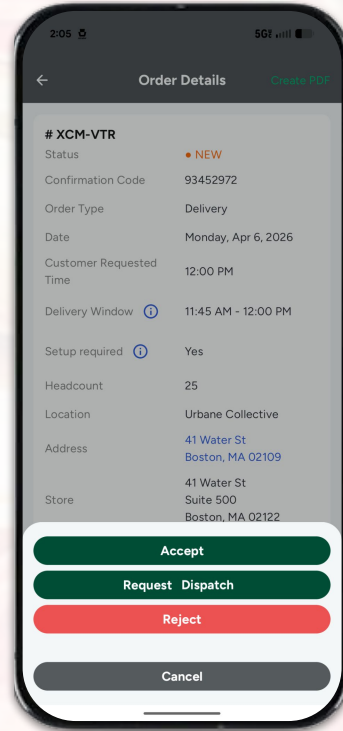 2:05
5G
Order Details
Create PDF
# XCM-VTR
Status
• NEW
Confirmation Code
93452972
Order Type
Delivery
Date
Monday, Apr 6, 2026
Customer Requested
Time
12:00 PM
Delivery Window
11:45 AM - 12:00 PM
Setup required
Yes
Headcount
25
Location
Urbane Collective
Address
41 Water St
Boston, MA 02109
Store
41 Water St
Suite 500
Boston, MA 02122
Accept
Request Dispatch
Reject
Cancel